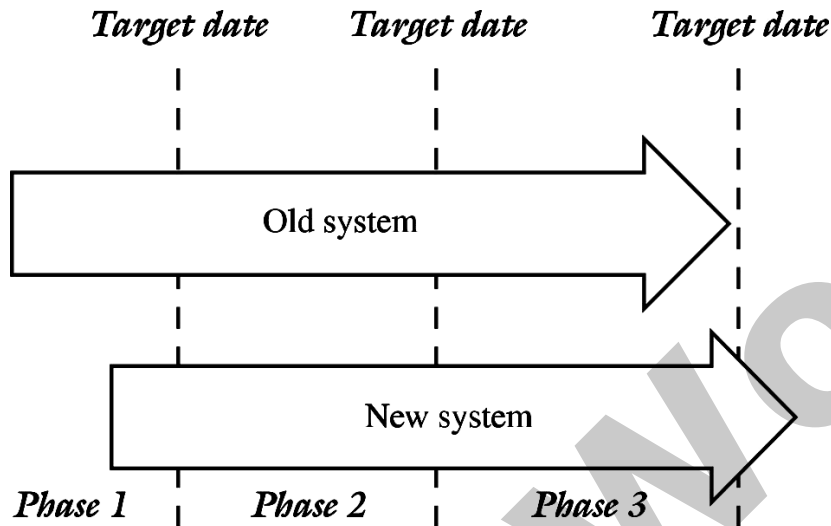 Target date Target date Target date
Old system
New system
Phase 1 Phase 2 Phase 3